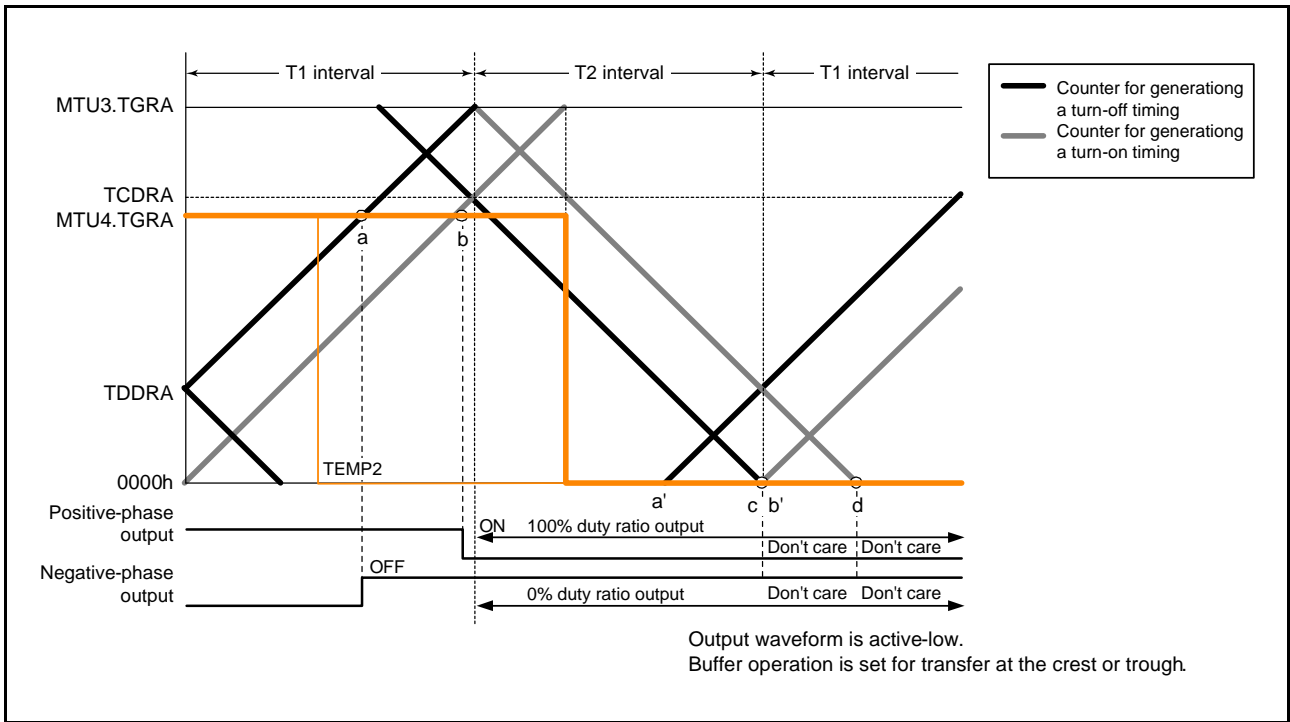 T1 interval
T2 interval
T1 interval
Counter for generationg
a turn-off timing
Counter for generationg
a turn-on timing
MTU3.TGRA
TCDRA
MTU4.TGRA
a
b
TDDRA
TEMP2
0000h
a'
c
b'
d
Positive-phase
output
ON
100% duty ratio output
Don't care
Don't care
OFF
Negative-phase
output
0% duty ratio output
Don't care
Don't care
Output waveform is active-low.
Buffer operation is set for transfer at the crest or trough.